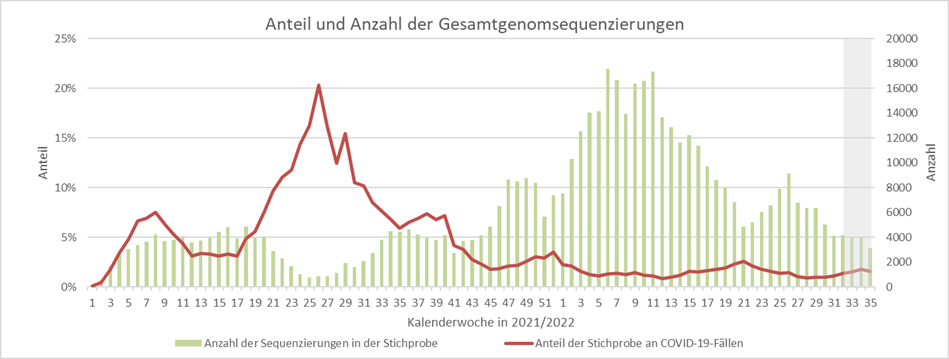 Anteil und Anzahl der Gesamtgenomsequenzierungen
25%
20%
15%
10%
5%
0%
Anteil
20000
18000
16000
14000
12000
10000
8000
6000
4000
2000
0
Anzahl
1 3 5 7 9 11 13 15 17 19 21 23 25 27 29 31 33 35 37 39 41 43 45 47 49 51 1 3 5 7 9 11 13 15 17 19 21 23 25 27 29 31 33 35
Kalenderwoche in 2021/2022
Anzahl der Sequenzierungen in der Stichprobe Anteil der Stichprobe an COVID-19-Fällen